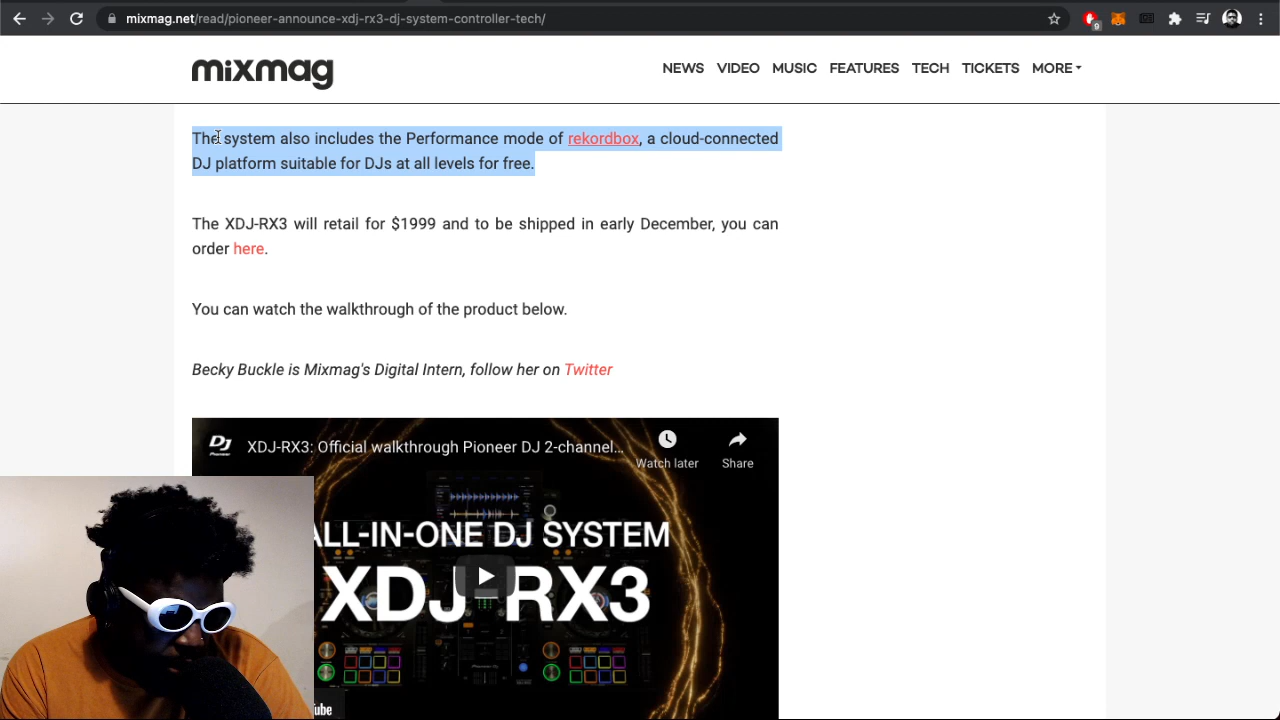 mixmag.net/read/pioneer-announce-xdj-rx3-dj-system-controller-tech/
9
mixmag
NEWS VIDEO MUSIC FEATURES TECH TICKETS MORE
The system also includes the Performance mode of rekordbox, a cloud-connected
DJ platform suitable for DJs at all levels for free.
The XDJ-RX3 will retail for $1999 and to be shipped in early December, you can
order here.
You can watch the walkthrough of the product below.
Becky Buckle is Mixmag's Digital Intern, follow her on Twitter
DJ
Pioneer
XDJ-RX3: Official walkthrough Pioneer DJ 2-channel...
Watch later
Share
ALL-IN-ONE DJ SYSTEM
XDJ-RX3